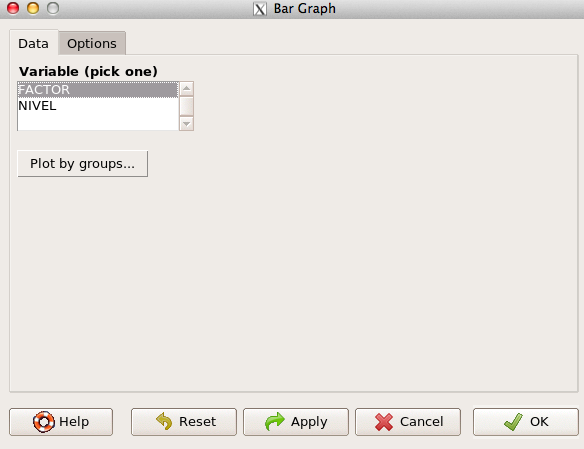 Bar Graph
Data Options
Variable (pick one)
FACTOR
NIVEL
Plot by groups...
Help Reset Apply Cancel OK